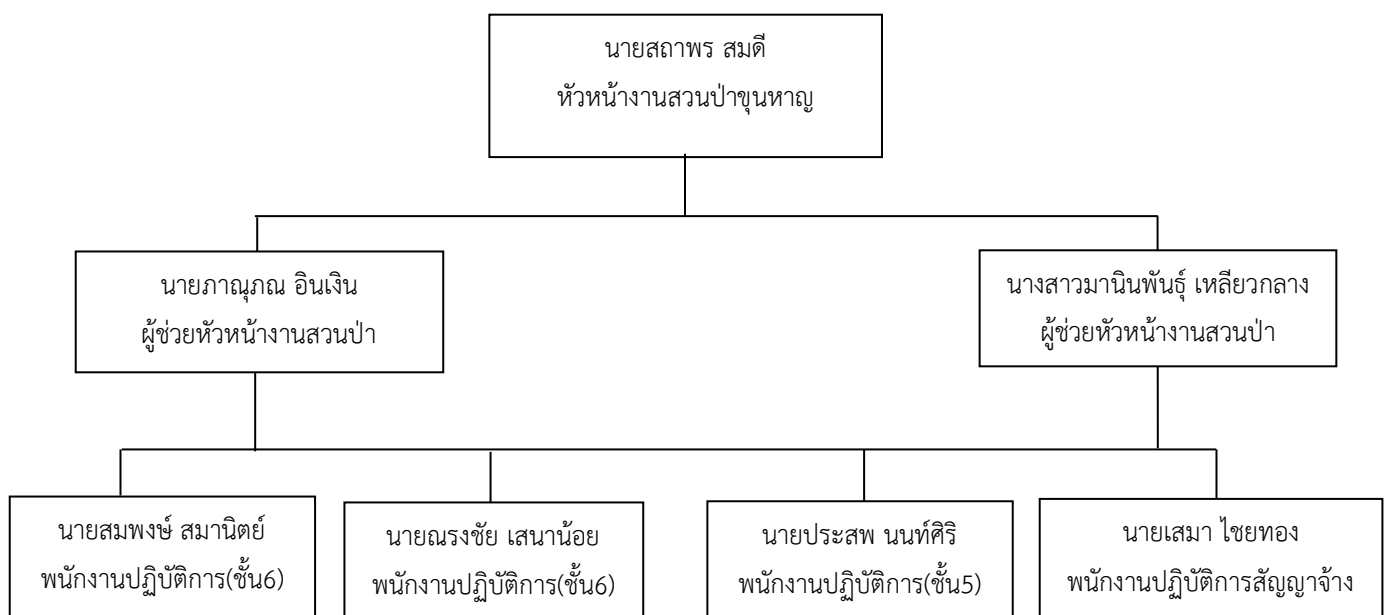 นายสถาพร สมดี
หัวหน้างานสวนป่าขุนหาญ
นายภาณุภณ อินเงิน
ผู้ช่วยหัวหน้างานสวนป่า
นางสาวมานินพันธุ์ เหลียวกลาง
ผู้ช่วยหัวหน้างานสวนป่า
นายสมพงษ์ สมานิตย์
พนักงานปฏิบัติการ(ชั้น6)
นายณรงชัย เสนาน้อย
พนักงานปฏิบัติการ(ชั้น6)
นายประสพ นนท์ศิริ
พนักงานปฏิบัติการ(ชั้น5)
นายเสมา ไชยทอง
พนักงานปฏิบัติการสัญญาจ้าง